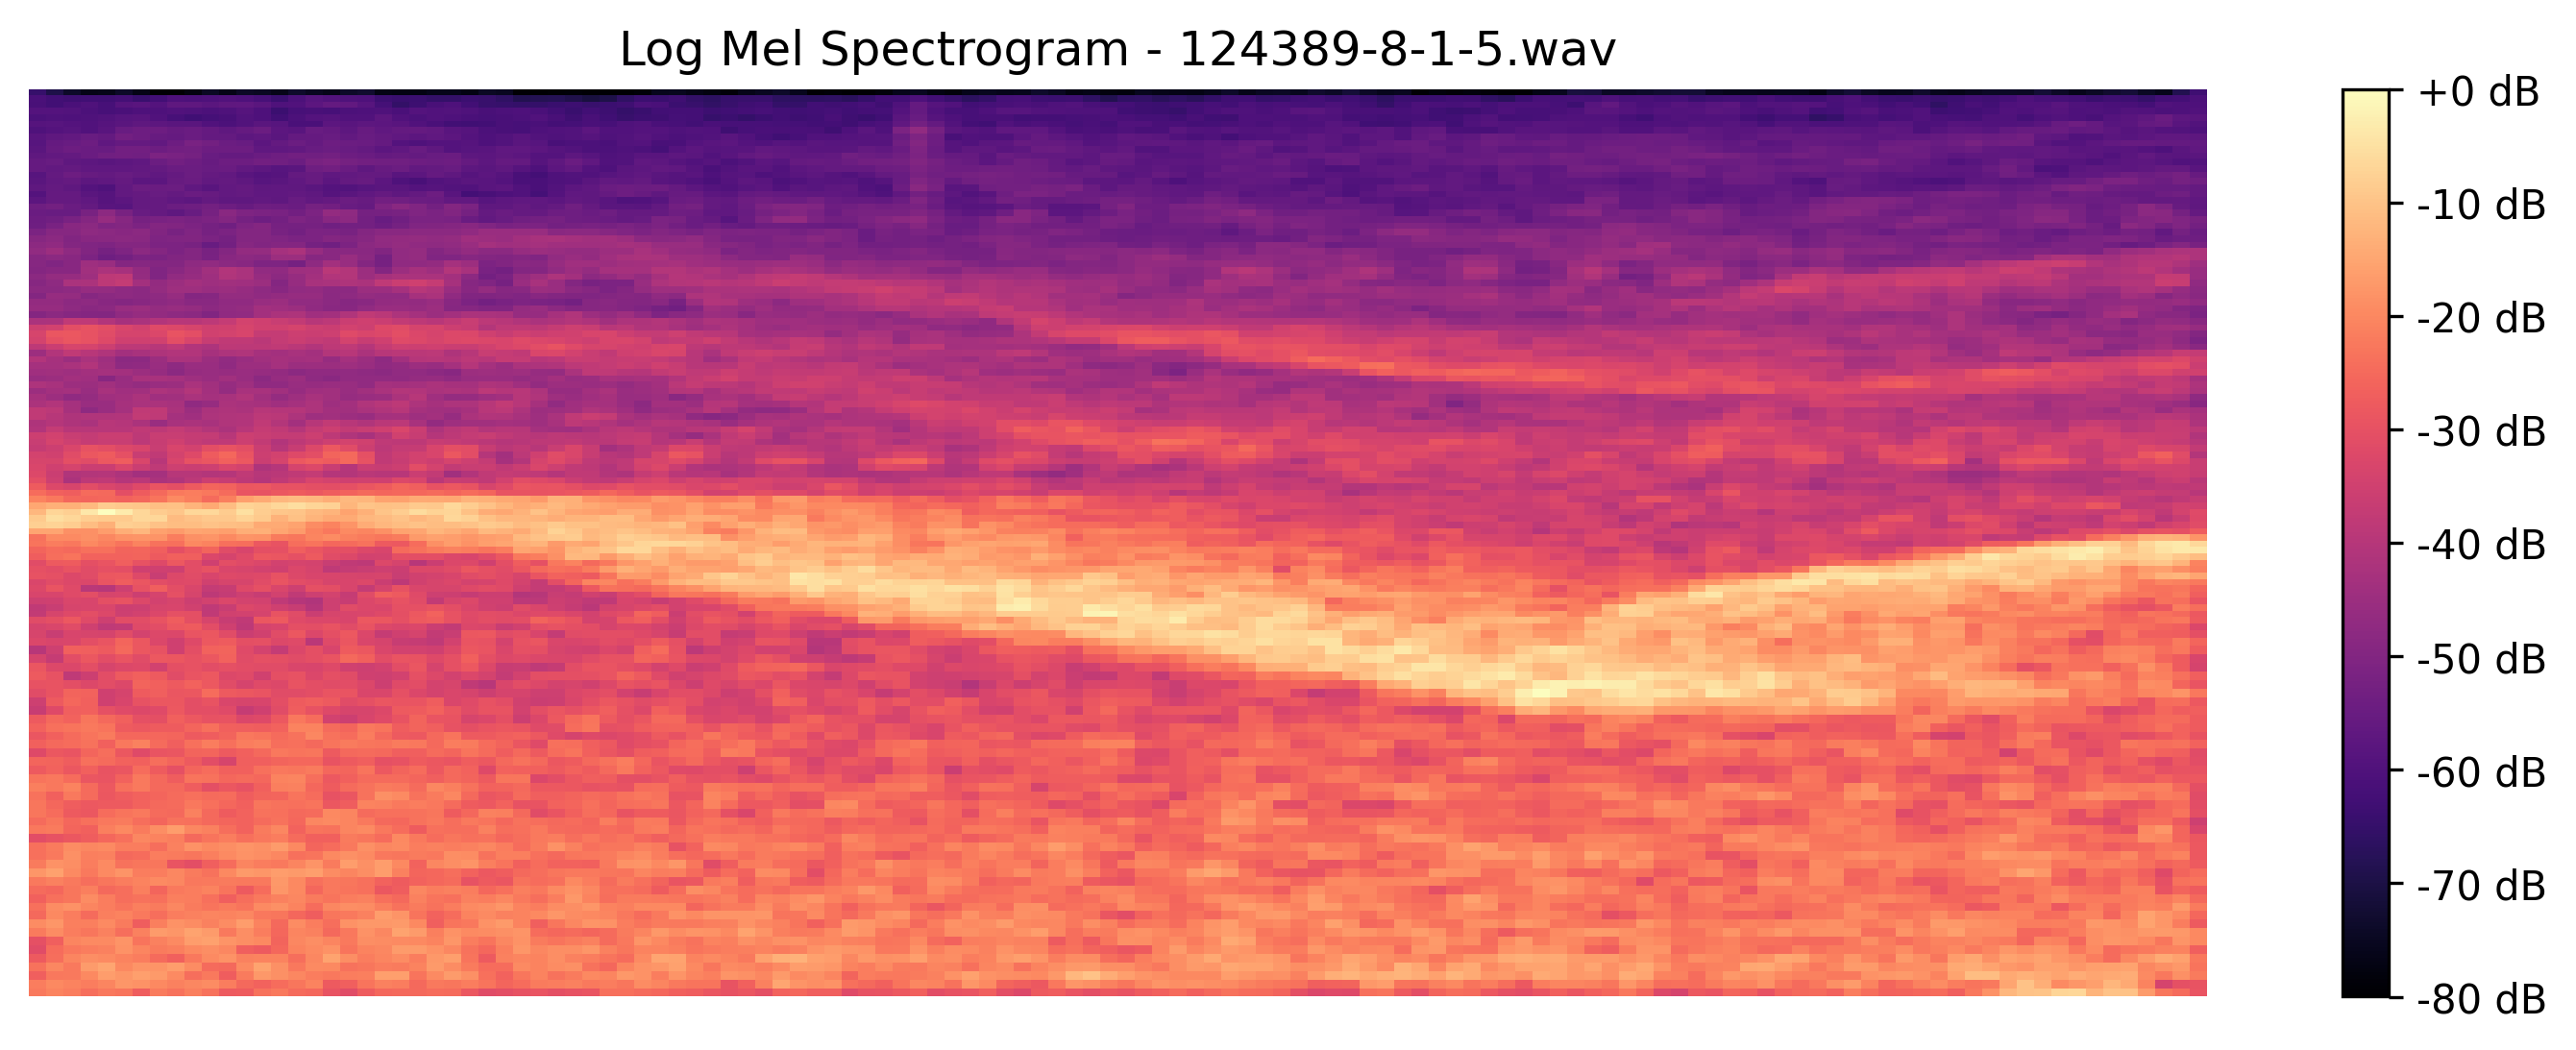 Log Mel Spectrogram - 124389-8-1-5.wav
+0 dB
-10 dB
-20 dB
-30 dB
-40 dB
-50 dB
-60 dB
-70 dB
-80 dB